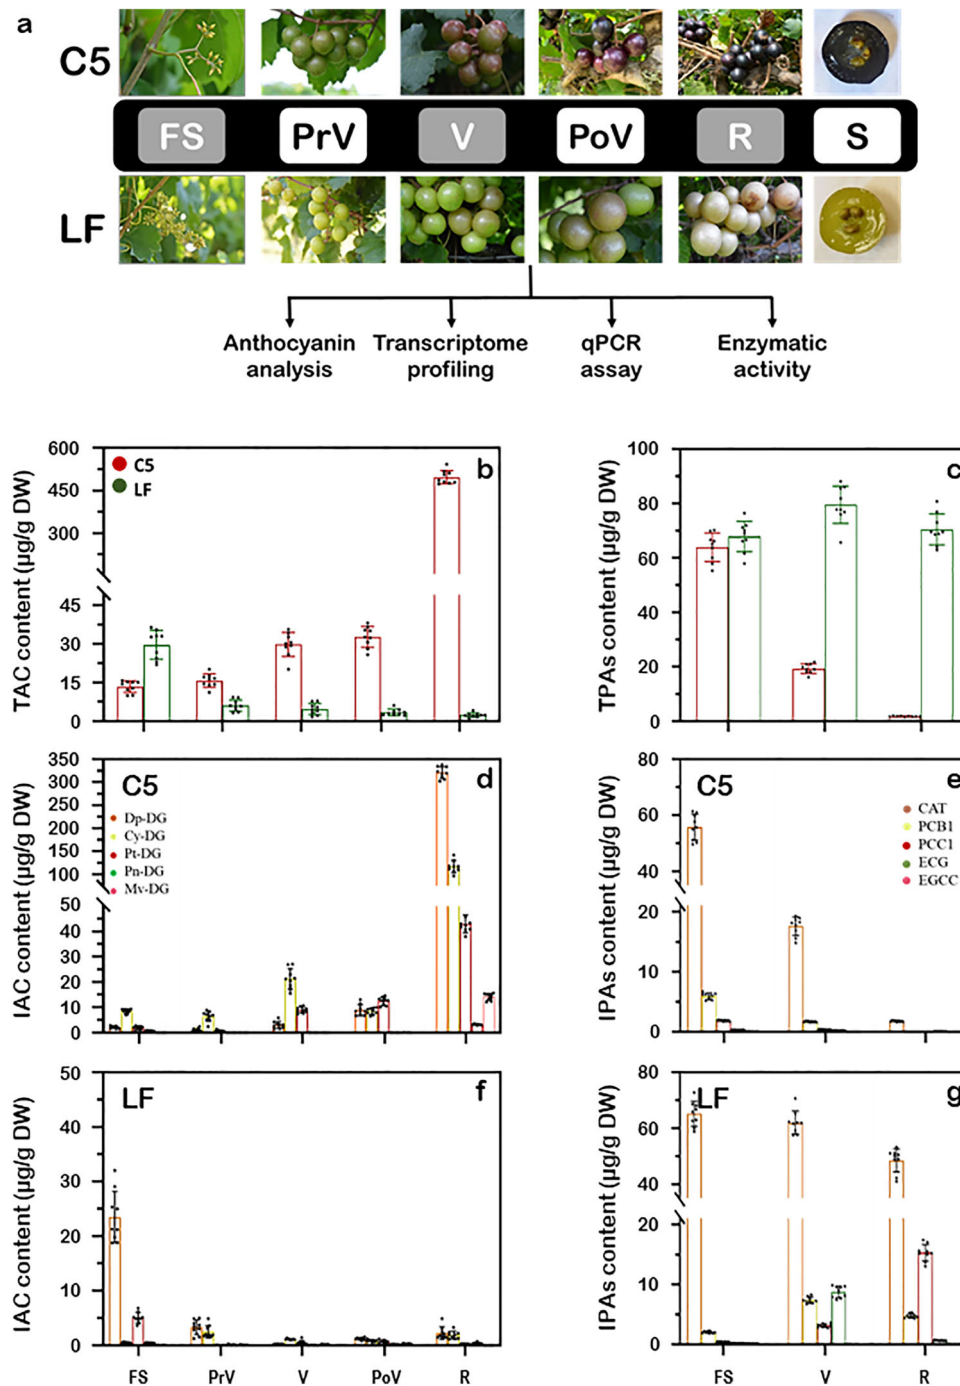 a
C5
FS PrV V PoV R S
LF
Anthocyanin analysis
Transcriptome profiling
qPCR assay
Enzymatic activity
b
TAC content (µg/g DW)
600
450
300
45
30
15
0
C5
LF
c
TPAs content (µg/g DW)
100
80
60
40
20
0
C5
d
IAC content (µg/g DW)
350
300
250
200
150
100
50
40
30
20
10
0
Dp-DG
Cy-DG
Pt-DG
Pn-DG
Mv-DG
C5
e
IPAs content (µg/g DW)
80
60
40
20
10
0
CAT
PCB1
PCC1
ECG
EGCC
LF
f
IAC content (µg/g DW)
50
40
30
20
10
0
FS PrV V PoV R
LF
g
IPAs content (µg/g DW)
80
60
40
20
10
0
FS V R